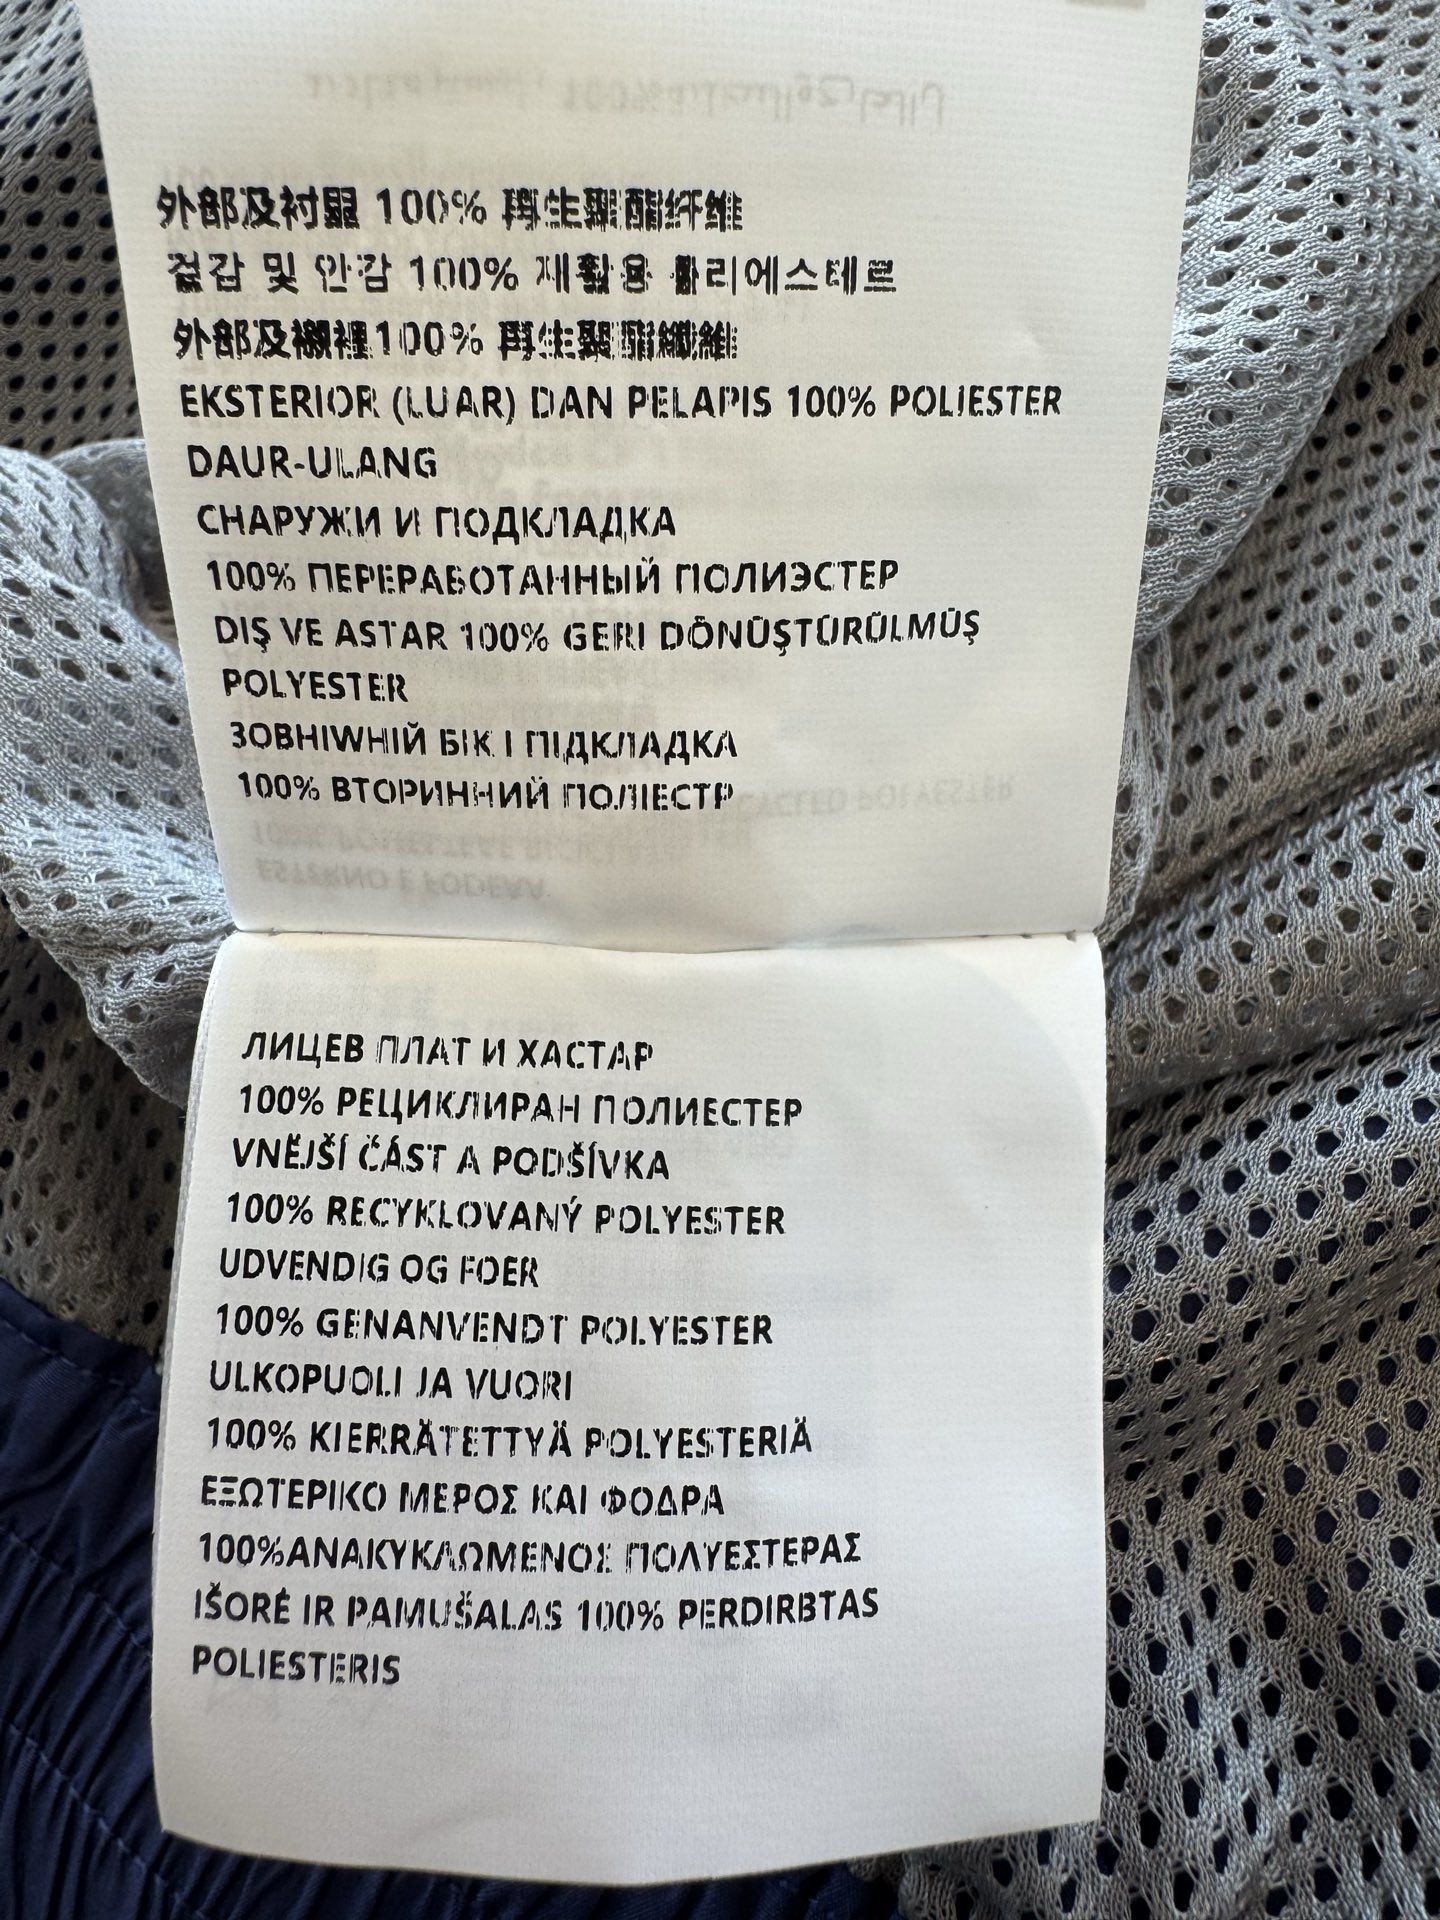 外部及衬里 100% 再生聚酯纤维
겉감 및 안감 100% 재활용 폴리에스테르
外部及襯裡100% 再生聚酯纖維
EKSTERIOR (LUAR) DAN PELAPIS 100% POLIESTER
DAUR-ULANG
СНАРУЖИ И ПОДКЛАДКА
100% ПЕРЕРАБОТАННЫЙ ПОЛИЭСТЕР
DIŞ VE ASTAR 100% GERI DÖNÜŞTÜRÜLMÜŞ
POLYESTER
ЗОВНІWНІЙ БІК І ПІДКЛАДКА
100% ВТОРИННИЙ ПОЛІЕСТР
ЛИЦЕВ ПЛАТ И ХАСТАР
100% РЕЦИКЛИРАН ПОЛИЕСТЕР
VNĚJŠÍ ČÁST A PODŠÍVKA
100% RECYKLOVANÝ POLYESTER
UDVENDIG OG FOER
100% GENANVENDT POLYESTER
ULKOPUOLI JA VUORI
100% KIERRÄTETTYÄ POLYESTERIÄ
ΕΞΩΤΕΡΙΚΟ ΜΕΡΟΣ ΚΑΙ ΦΟΔΡΑ
100%ΑΝΑΚΥΚΛΩΜΕΝΟΣ ΠΟΛΥΕΣΤΕΡΑΣ
IŠORĖ IR PAMUŠALAS 100% PERDIRBTAS
POLIESTERIS